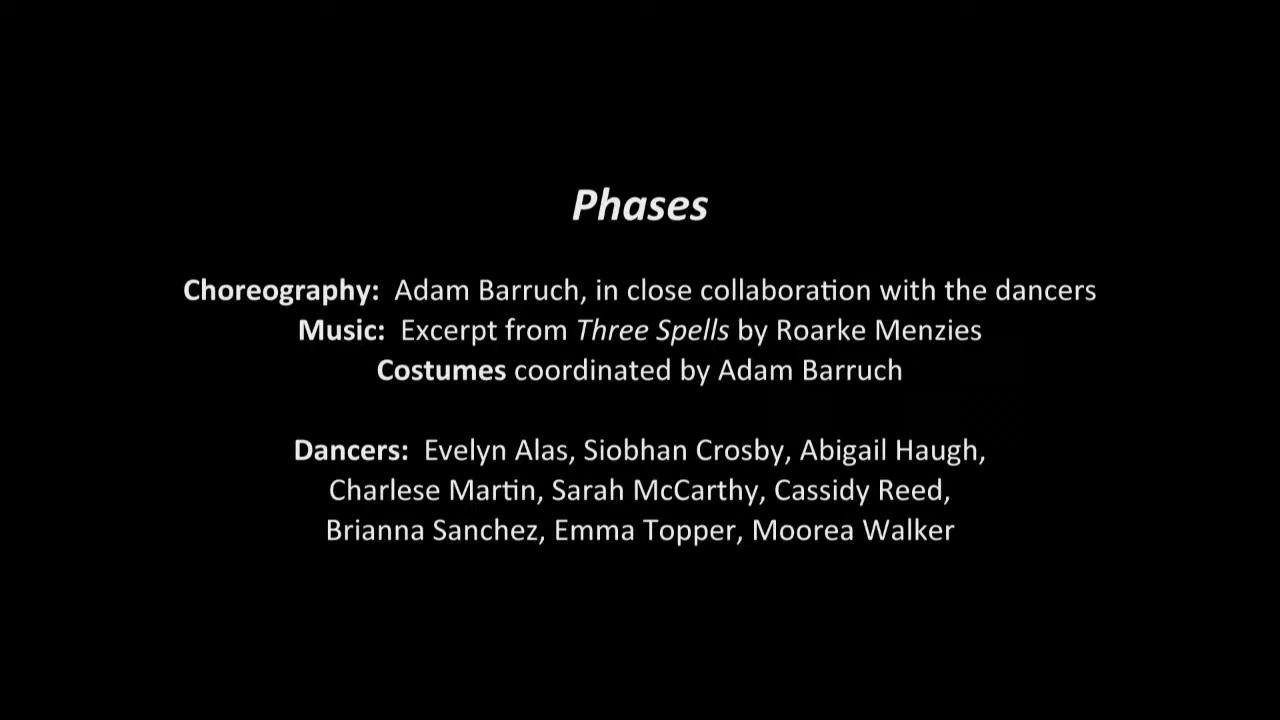 Phases
Choreography: Adam Barruch, in close collaboration with the dancers
Music: Excerpt from Three Spells by Roarke Menzies
Costumes coordinated by Adam Barruch
Dancers: Evelyn Alas, Siobhan Crosby, Abigail Haugh,
Charlese Martin, Sarah McCarthy, Cassidy Reed,
Brianna Sanchez, Emma Topper, Moorea Walker